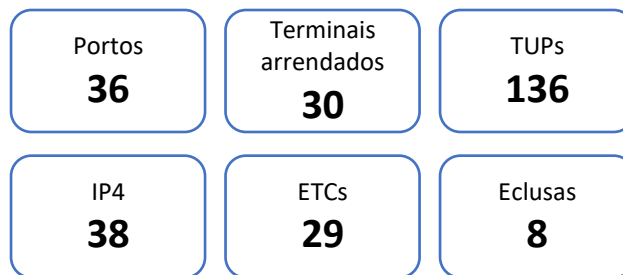 Portos
36
Terminais
arrendados
30
TUPs
136
IP4
38
ETCs
29
Eclusas
8